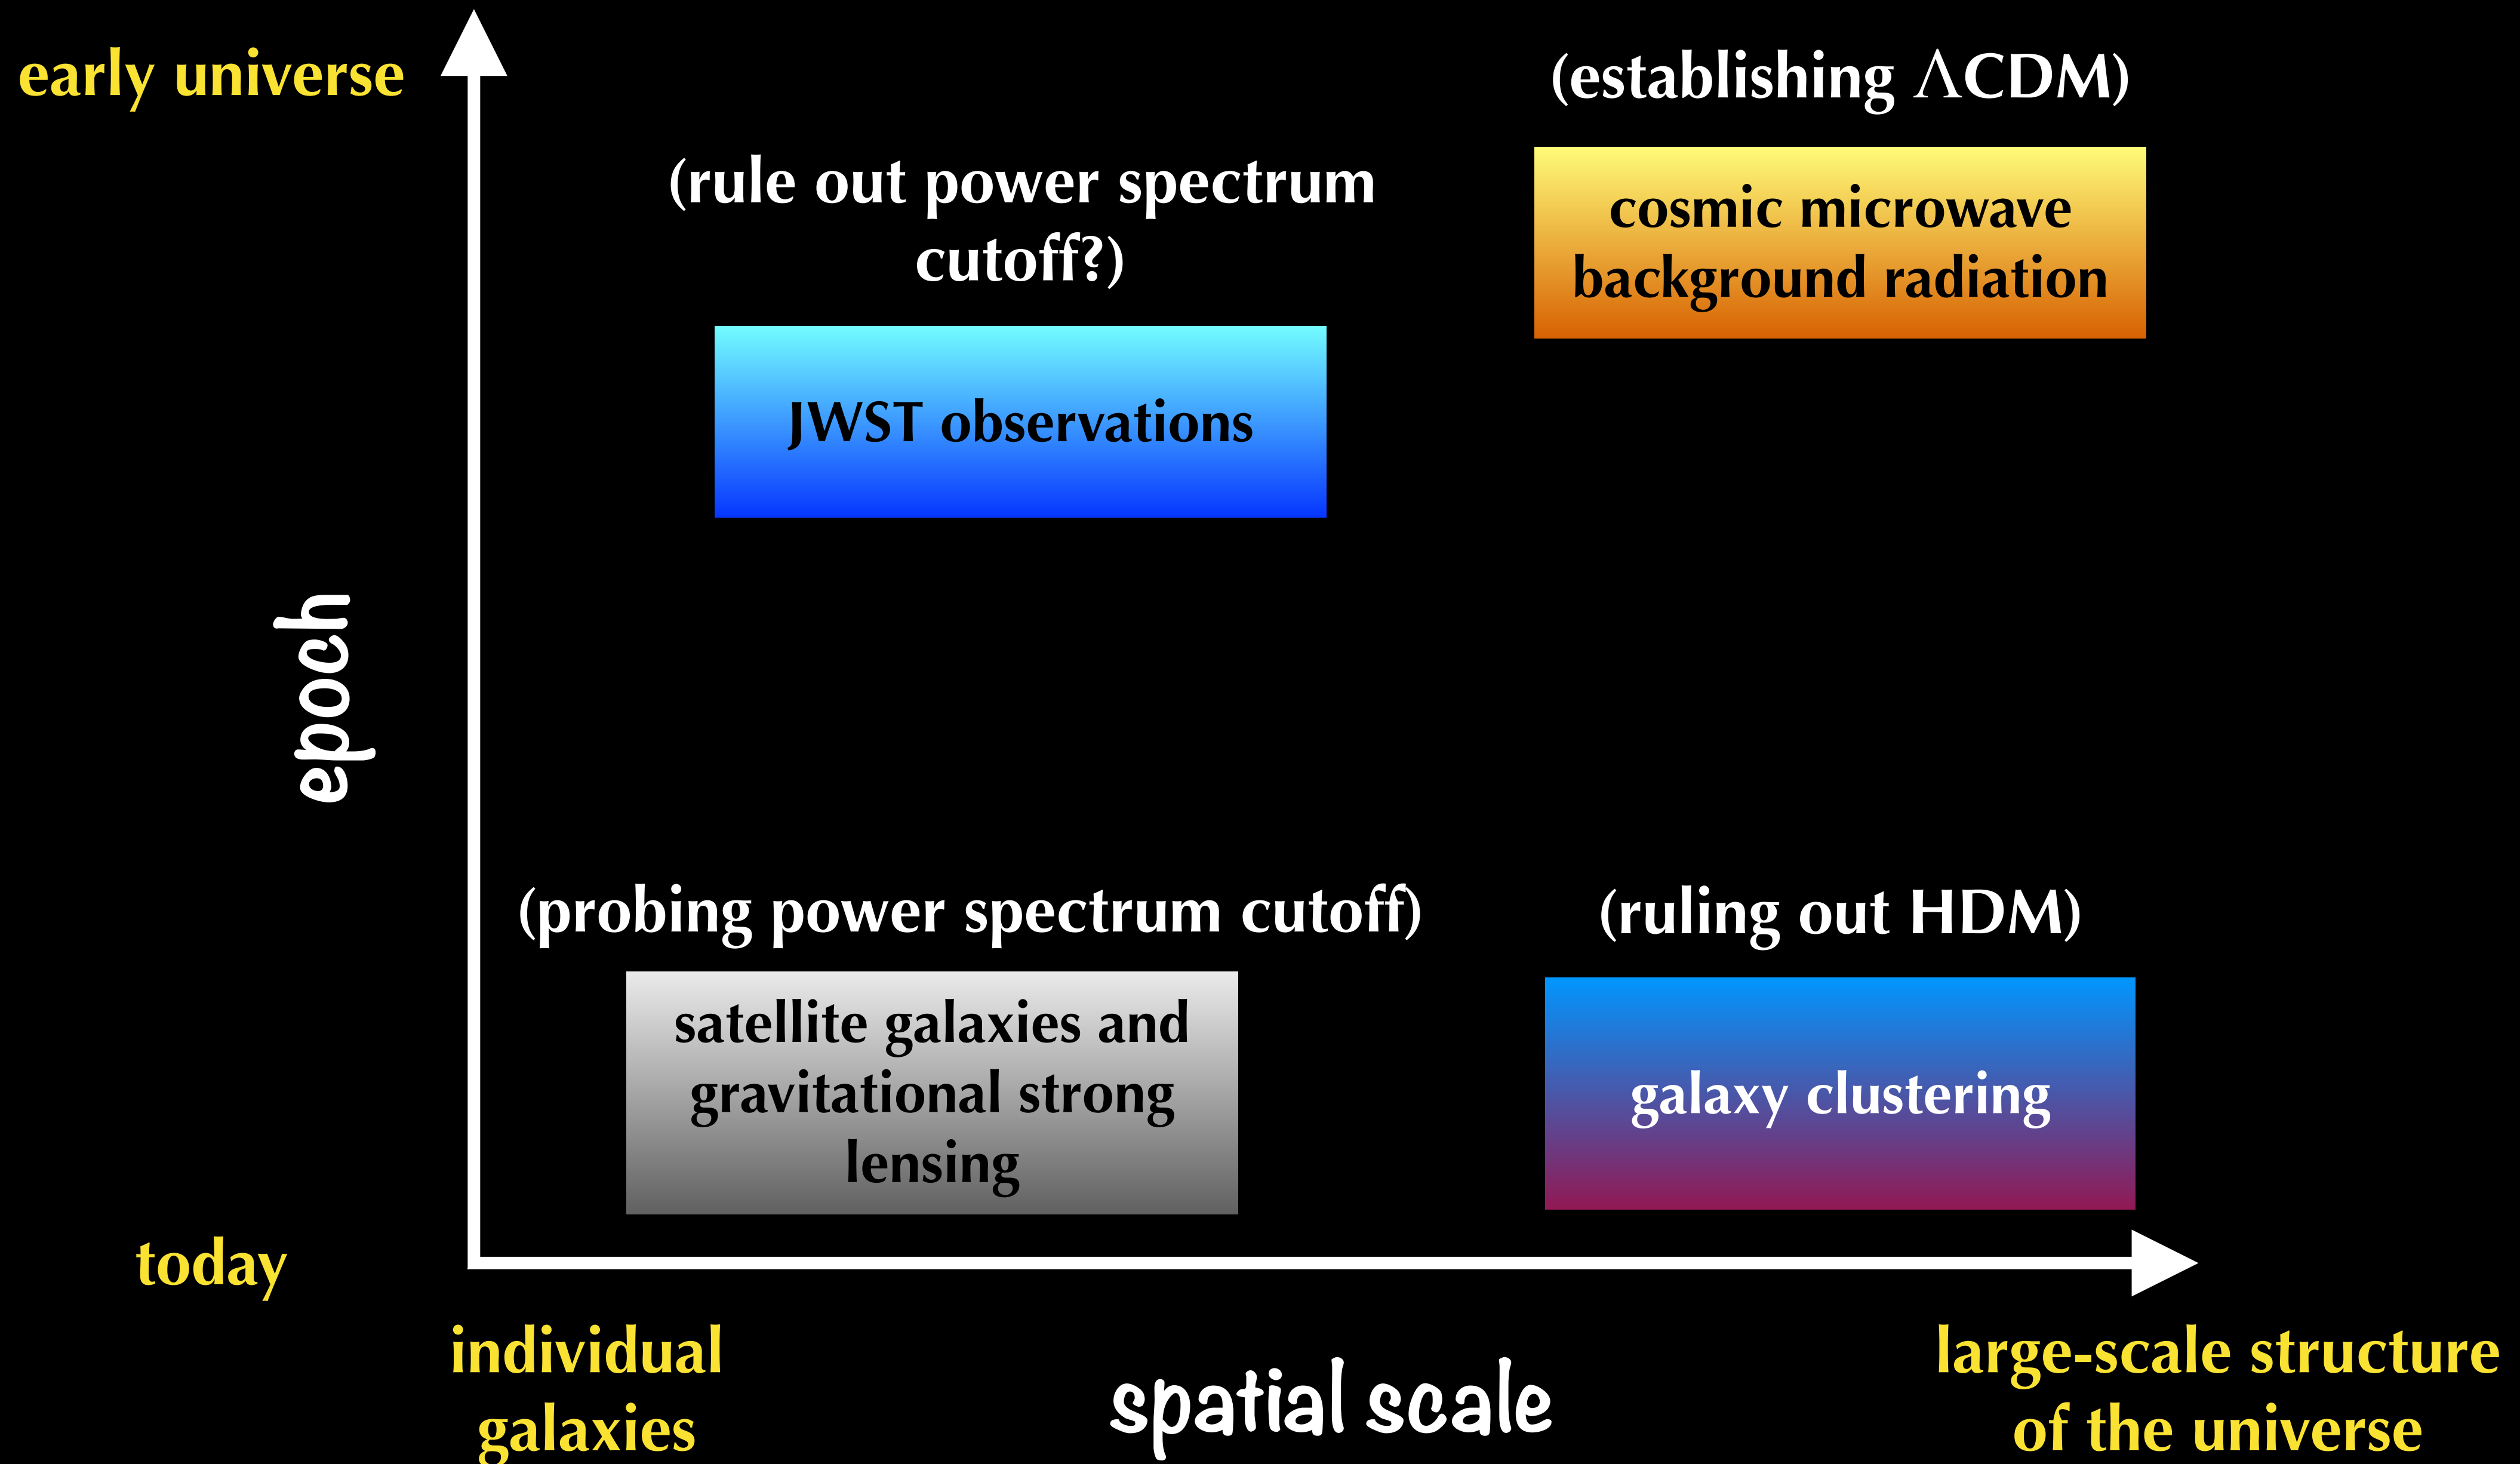 early universe
(establishing ΛCDM)
(rule out power spectrum
cutoff?)
cosmic microwave
background radiation
JWST observations
epoch
(probing power spectrum cutoff)
(ruling out HDM)
satellite galaxies and
gravitational strong
lensing
galaxy clustering
today
individual
galaxies
spatial scale
large-scale structure
of the universe